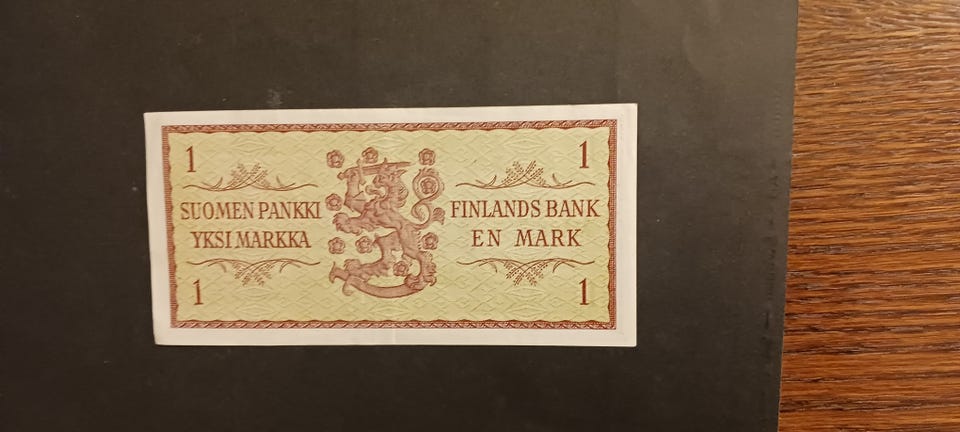 1
SUOMEN PANKKI
YKSI MARKKA
1
1
FINLANDS BANK
EN MARK
1